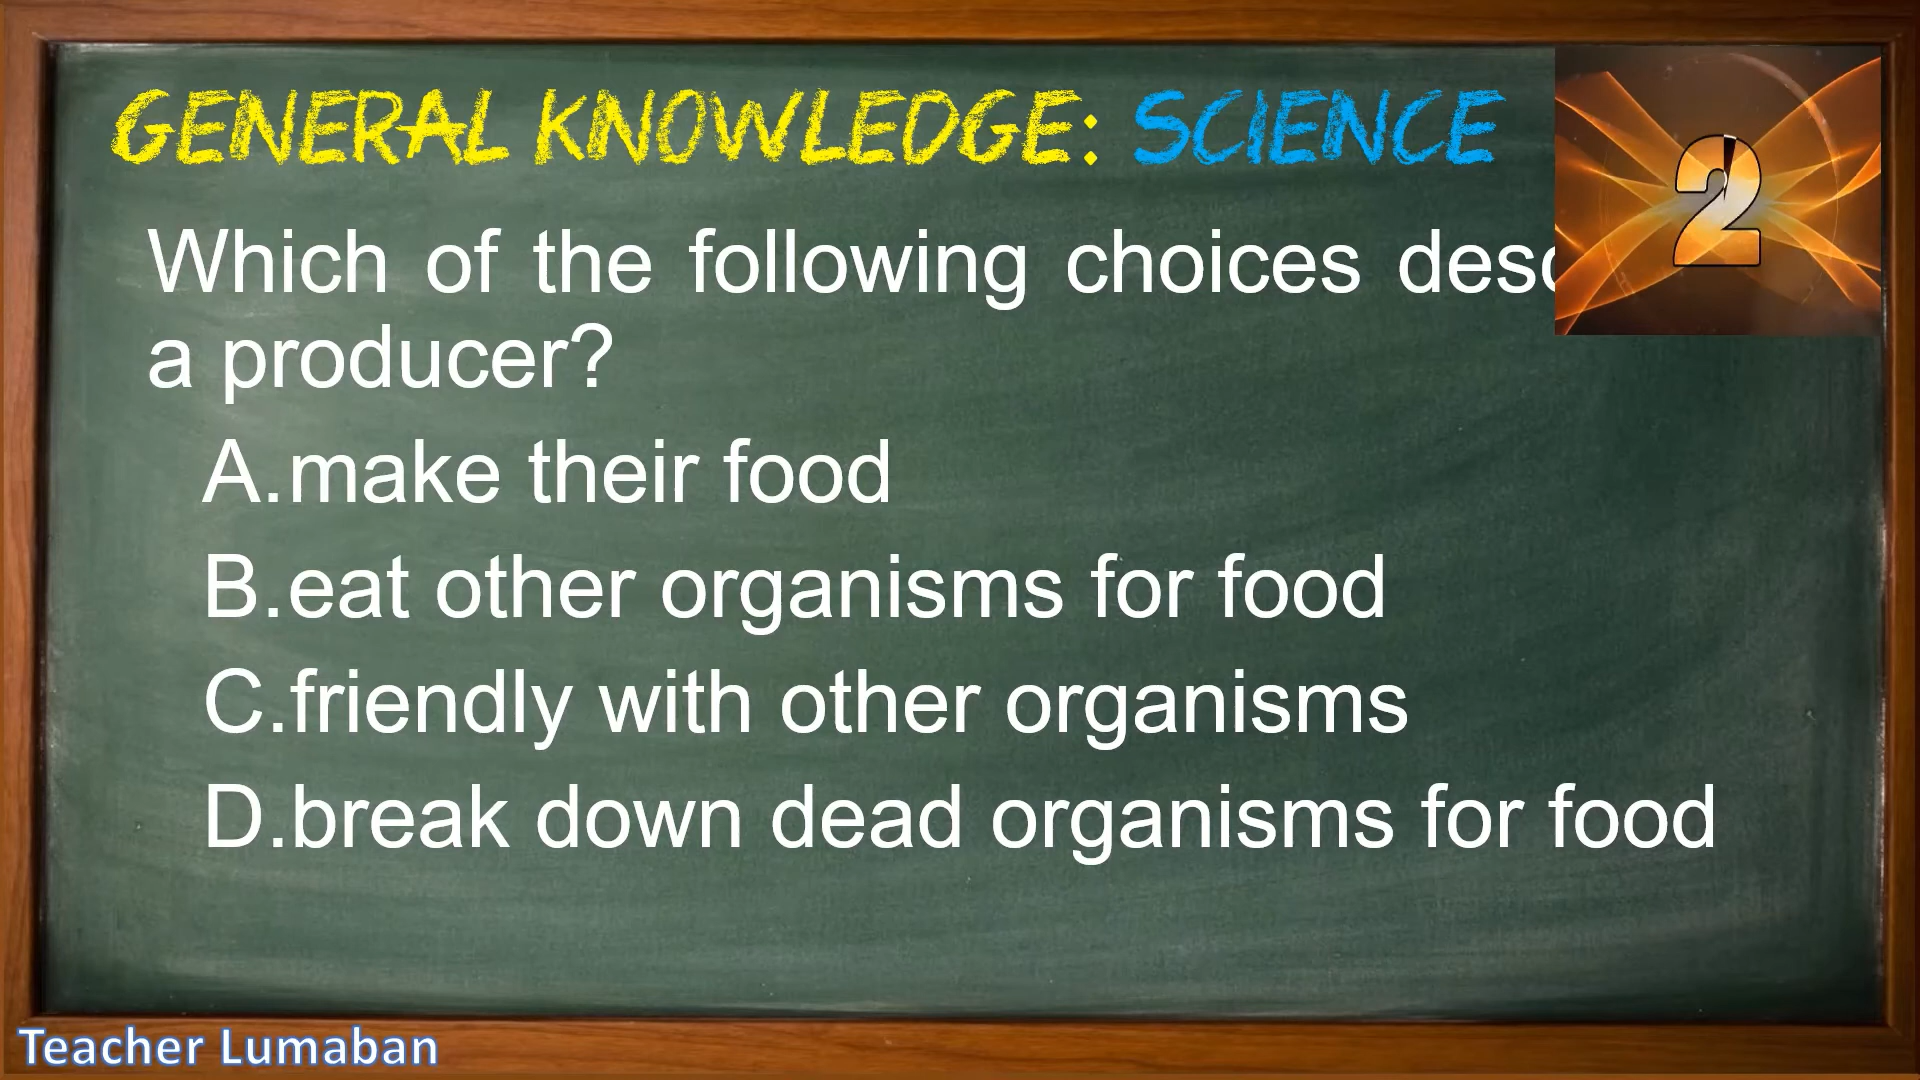 GENERAL KNOWLEDGE: SCIENCE
2
Which of the following choices
a producer?
A.make their food
B.eat other organisms for food
C.friendly with other organisms
D.break down dead organisms for food
Teacher Lumaban